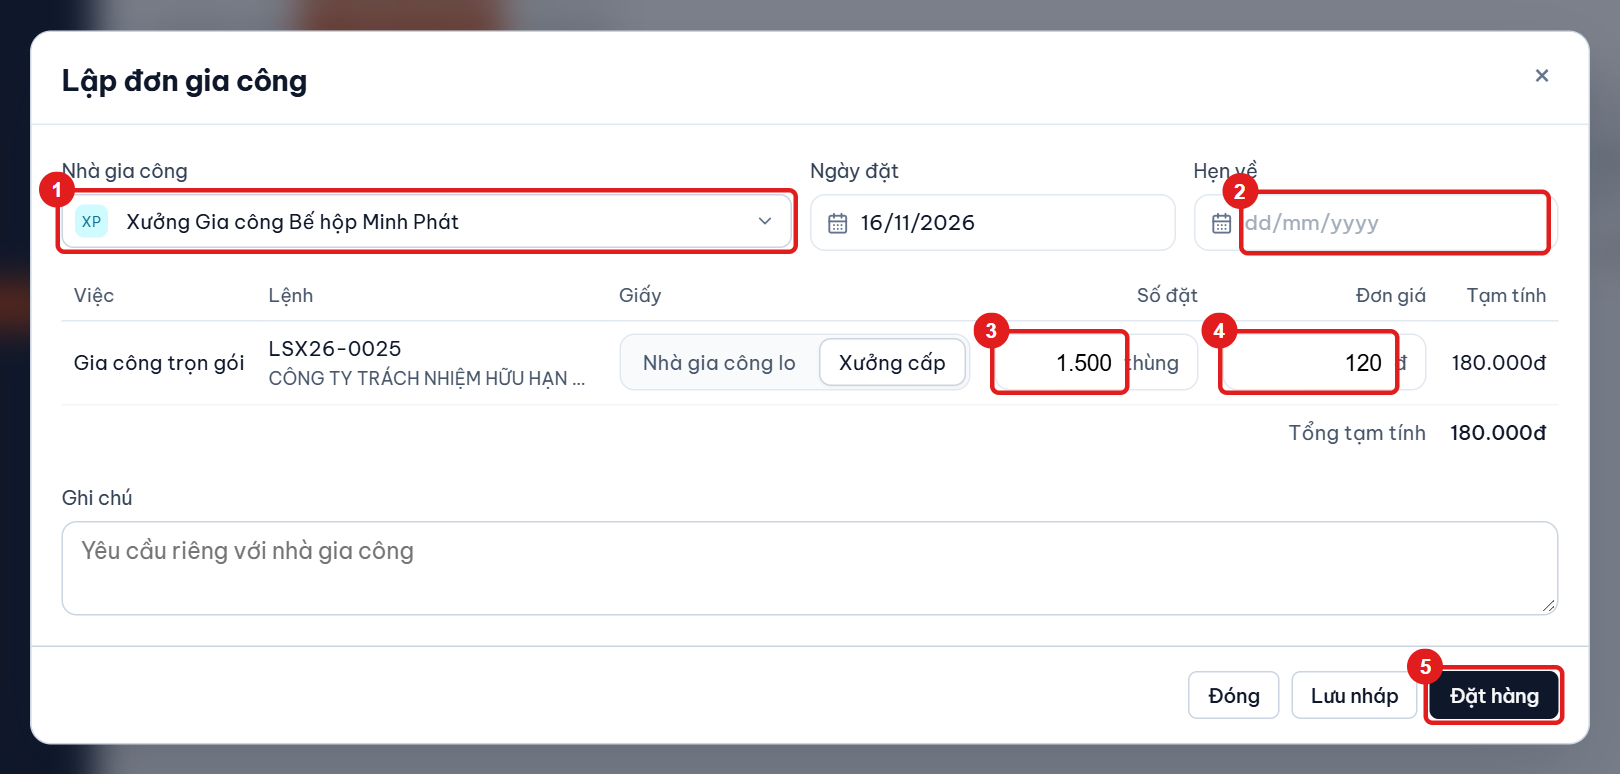 Lập đơn gia công
×
Nhà gia công
Ngày đặt
Hẹn về
1
2
XP Xưởng Gia công Bế hộp Minh Phát
16/11/2026
dd/mm/yyyy
Việc Lệnh Giấy Số đặt Đơn giá Tạm tính
3
4
Gia công trọn gói
LSX26-0025
CÔNG TY TRÁCH NHIỆM HỮU HẠN ...
Nhà gia công lo
Xưởng cấp
1.500 thùng
120 đ
180.000đ
Tổng tạm tính 180.000đ
Ghi chú
Yêu cầu riêng với nhà gia công
5
Đóng
Lưu nháp
Đặt hàng